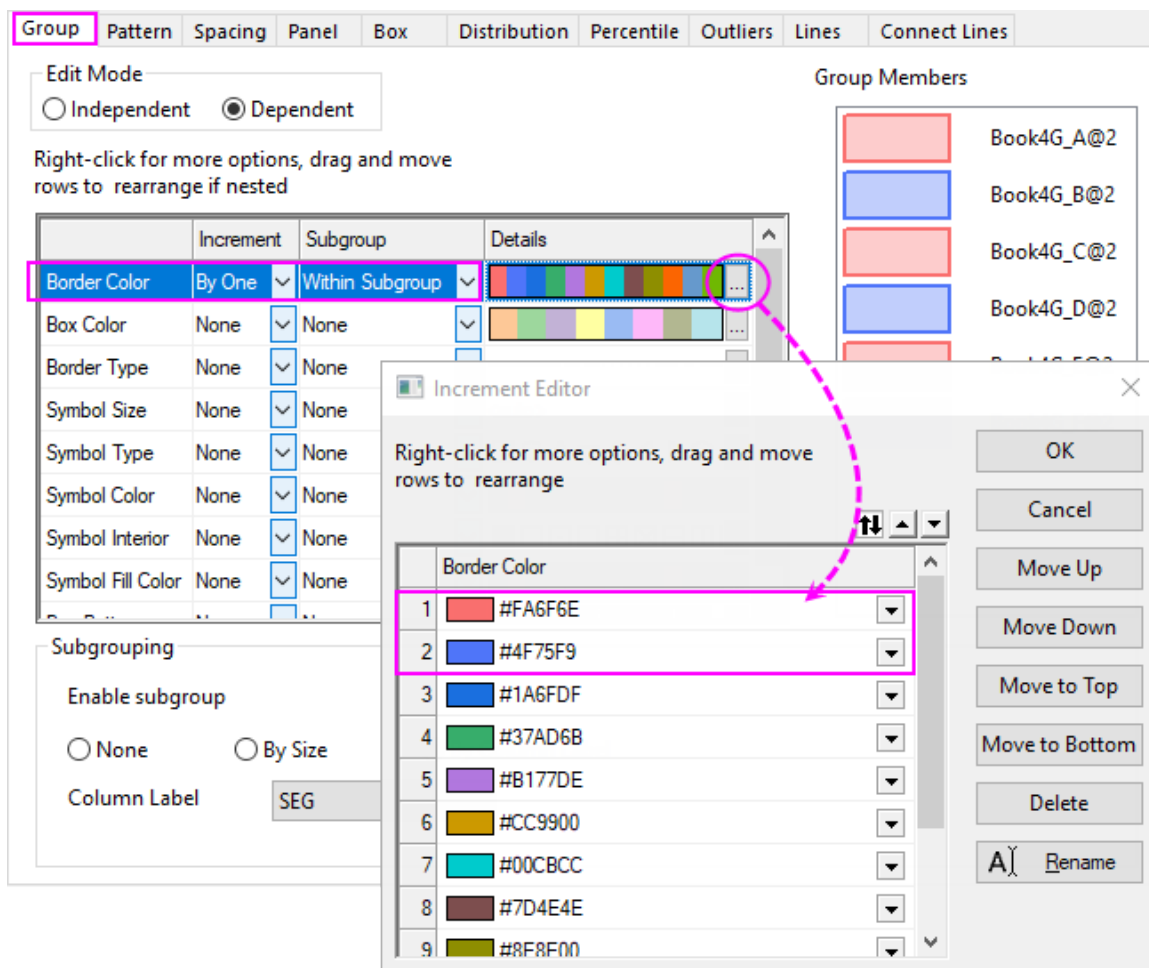 Group Pattern Spacing Panel Box Distribution Percentile Outliers Lines Connect Lines
Edit Mode
Independent Dependent
Right-click for more options, drag and move
rows to rearrange if nested
Increment Subgroup Details
Border Color By One Within Subgroup ...
Box Color None None ...
Border Type None None
Symbol Size None None
Symbol Type None None
Symbol Color None None
Symbol Interior None None
Symbol Fill Color None None
Subgrouping
Enable subgroup
None By Size
Column Label SEG
Group Members
Book4G_A@2
Book4G_B@2
Book4G_C@2
Book4G_D@2
Increment Editor
Right-click for more options, drag and move
rows to rearrange
Border Color
1 #FA6F6E
2 #4F75F9
3 #1A6FDF
4 #37AD6B
5 #B177DE
6 #CC9900
7 #00CBCC
8 #7D4E4E
9 #8E8E00
OK
Cancel
Move Up
Move Down
Move to Top
Move to Bottom
Delete
Rename